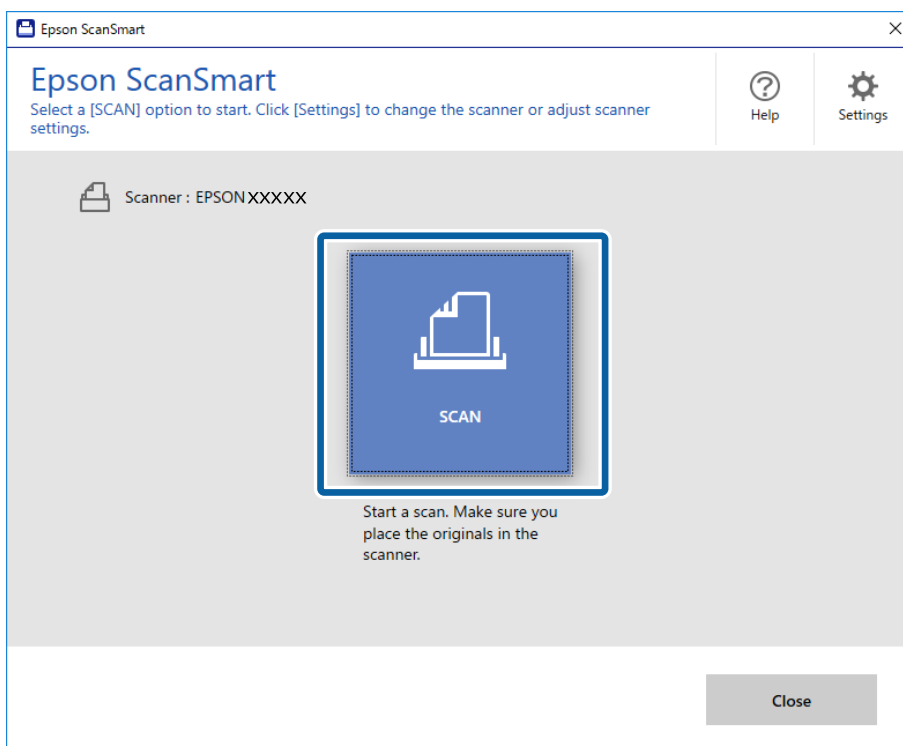 Epson ScanSmart
Epson ScanSmart
Select a [SCAN] option to start. Click [Settings] to change the scanner or adjust scanner
settings.
Help
Settings
Scanner : EPSON XXXXX
SCAN
Start a scan. Make sure you
place the originals in the
scanner.
Close